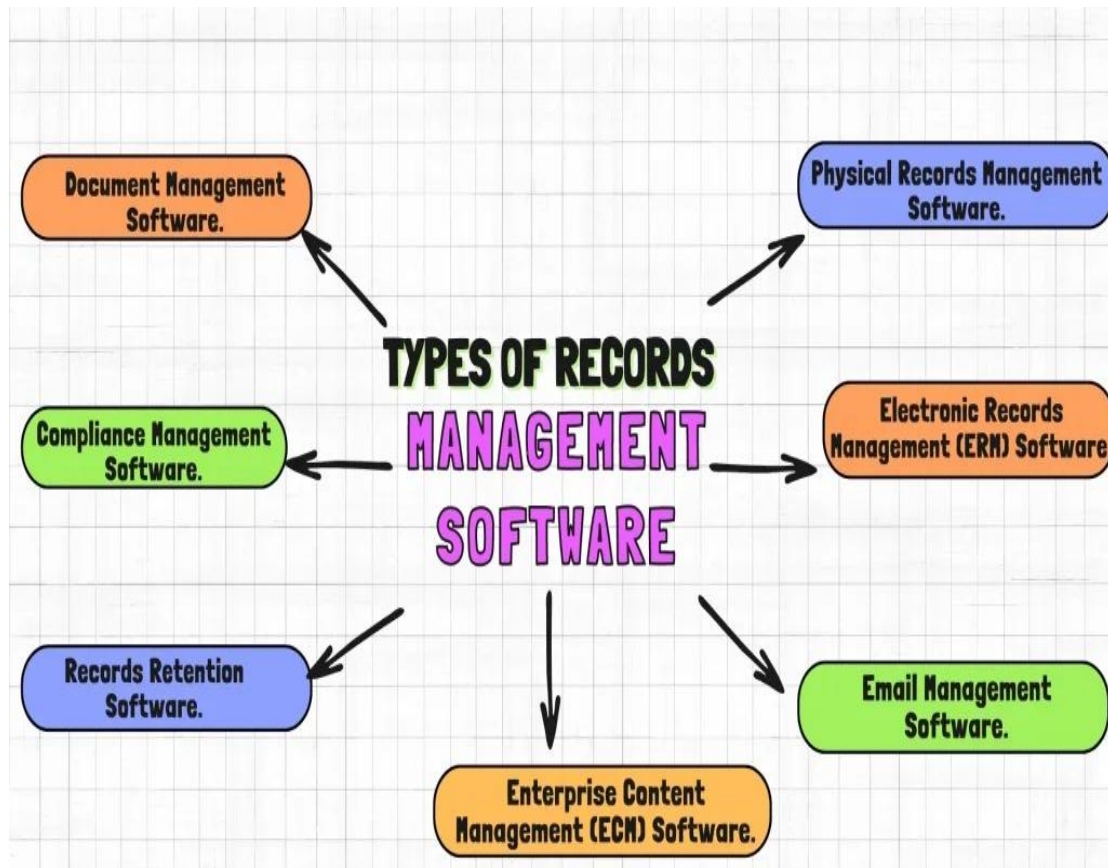 Document Management
Software.
Physical Records Management
Software.
TYPES OF RECORDS
MANAGEMENT
SOFTWARE
Compliance Management
Software.
Electronic Records
Management (ERM) Software
Records Retention
Software.
Email Management
Software.
Enterprise Content
Management (ECM) Software.